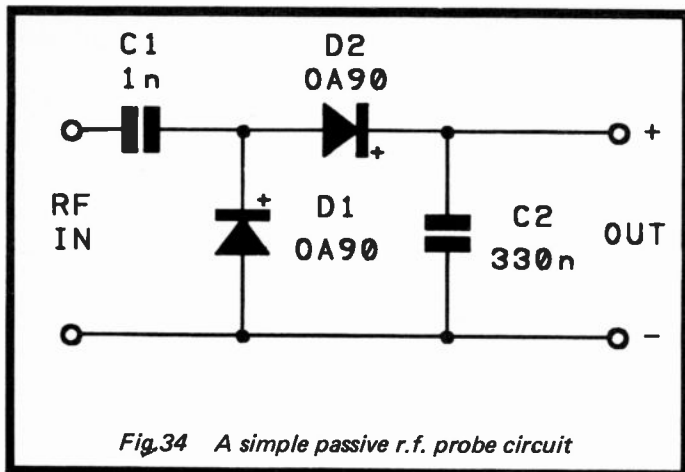 C1
1n
D2
OA90
+
+
RF
IN
+
D1
OA90
C2
330n
OUT
-
Fig.34 A simple passive r.f. probe circuit